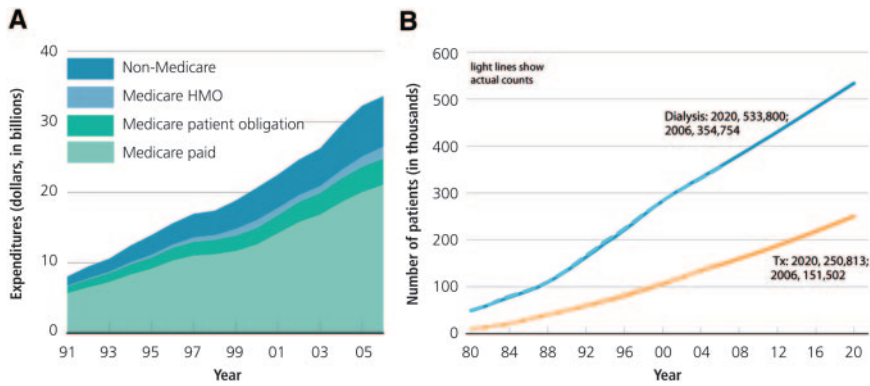 A
Expenditures (dollars, in billions)
40
30
20
10
0
Non-Medicare
Medicare HMO
Medicare patient obligation
Medicare paid
91 93 95 97 99 01 03 05
Year
B
Number of patients (in thousands)
600
500
400
300
200
100
0
light lines show
actual counts
Dialysis: 2020, 533,800;
2006, 354,754
Tx: 2020, 250,813;
2006, 151,502
80 84 88 92 96 00 04 08 12 16 20
Year